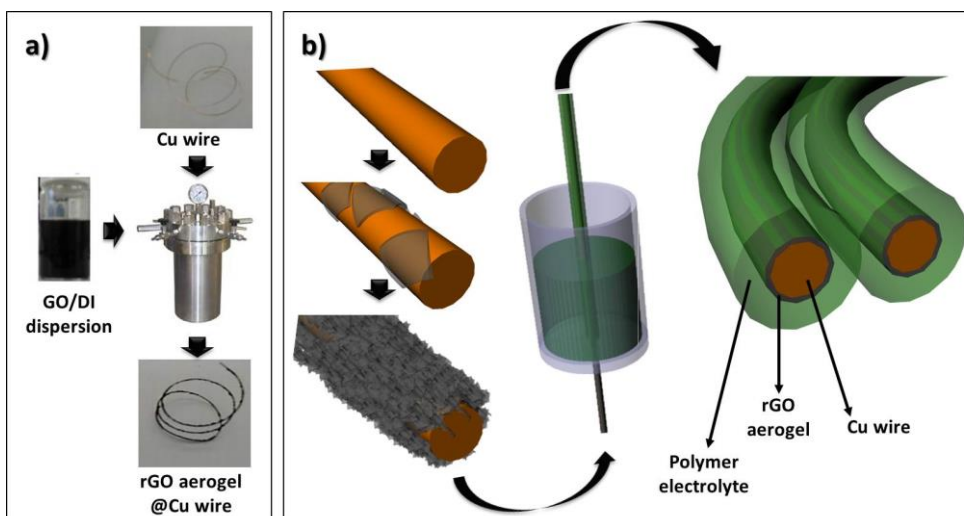 a)
Cu wire
GO/DI
dispersion
rGO aerogel
@Cu wire
b)
Polymer
electrolyte
rGO
aerogel
Cu wire